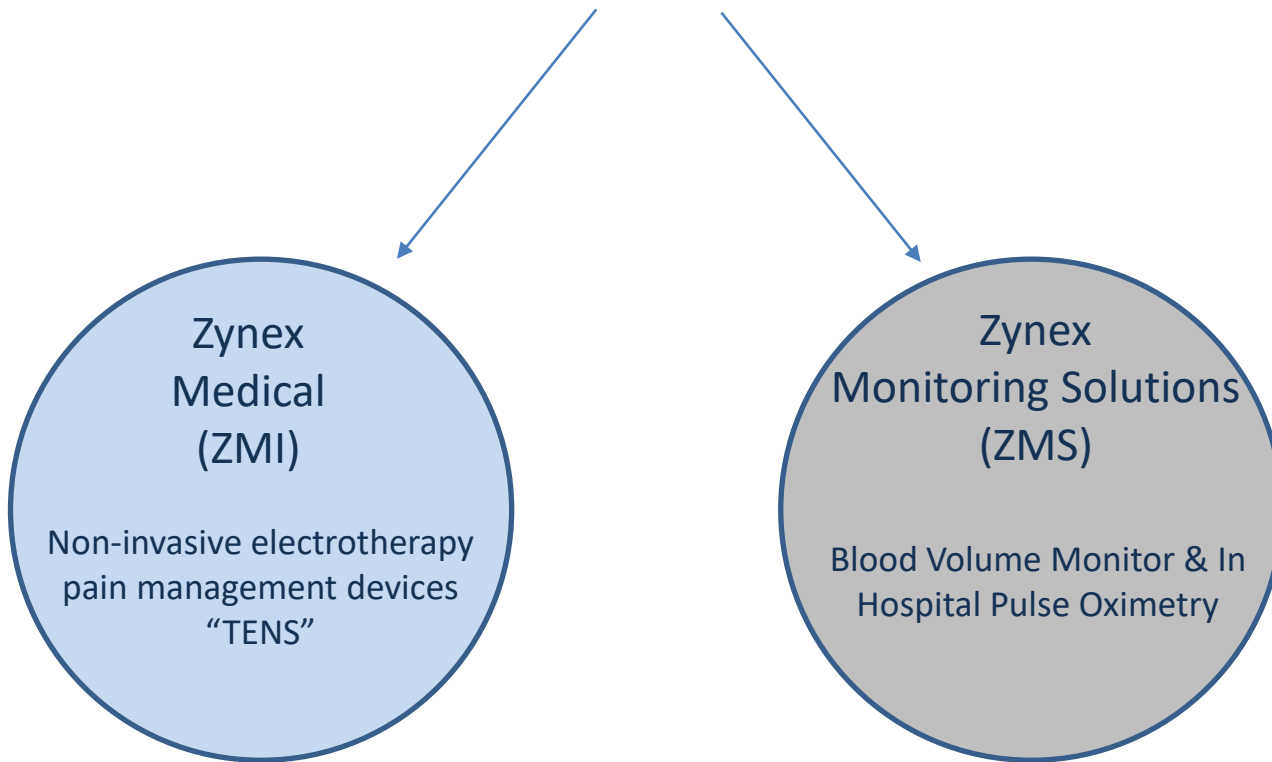 Zynex
Medical
(ZMI)
Non-invasive electrotherapy
pain management devices
“TENS”
Zynex
Monitoring Solutions
(ZMS)
Blood Volume Monitor & In
Hospital Pulse Oximetry